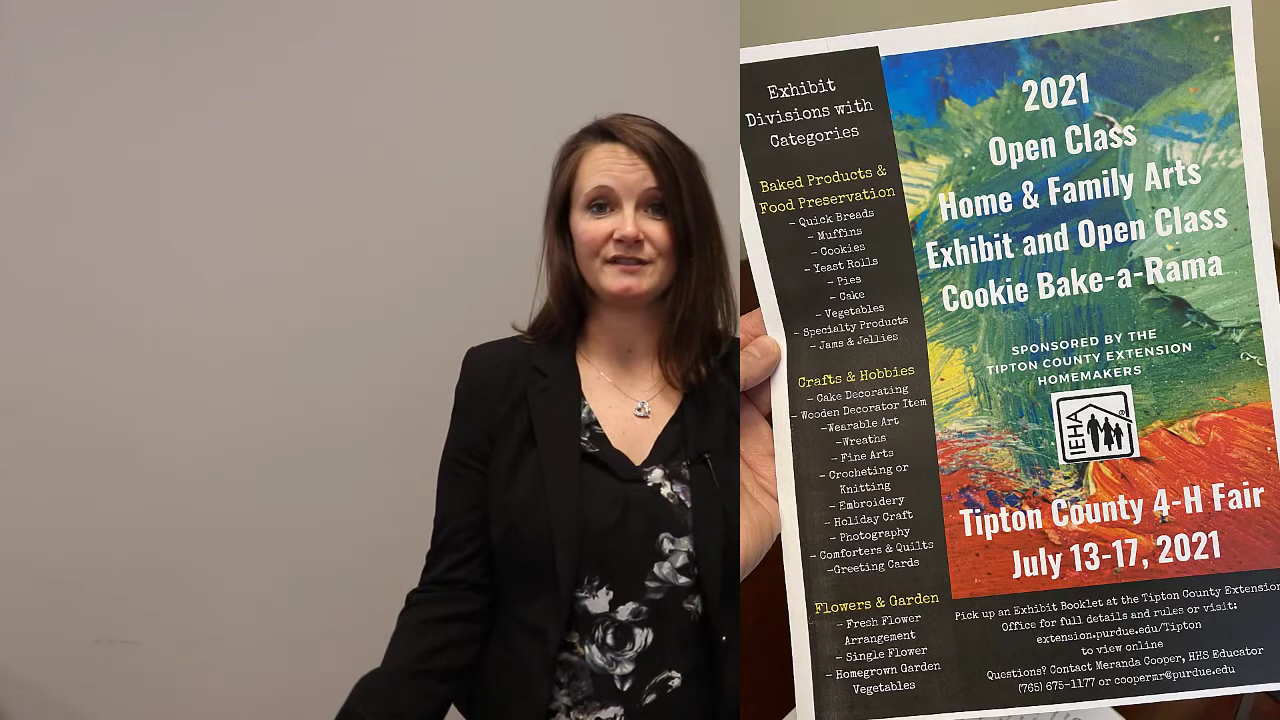 Exhibit
Divisions with
Categories
Baked Products &
Food Preservation
- Quick Breads
- Muffins
- Cookies
- Yeast Rolls
- Pies
- Cake
- Vegetables
- Specialty Products
- Jams & Jellies
Crafts & Hobbies
- Cake Decorating
- Wooden Decorator Item
-Wearable Art
-Wreaths
- Fine Arts
- Crocheting or
Knitting
- Embroidery
- Holiday Craft
- Photography
- Comforters & Quilts
-Greeting Cards
Flowers & Garden
- Fresh Flower
Arrangement
- Single Flower
- Homegrown Garden
Vegetables
2021
Open Class
Home & Family Arts
Exhibit and Open Class
Cookie Bake-a-Rama
SPONSORED BY THE
TIPTON COUNTY EXTENSION
HOMEMAKERS
IEHA
®
Tipton County 4-H Fair
July 13-17, 2021
Pick up an Exhibit Booklet at the Tipton County Extension
Office for full details and rules or visit:
extension.purdue.edu/Tipton
to view online
Questions? Contact Meranda Cooper, HHS Educator
(765) 675-1177 or coopermr@purdue.edu